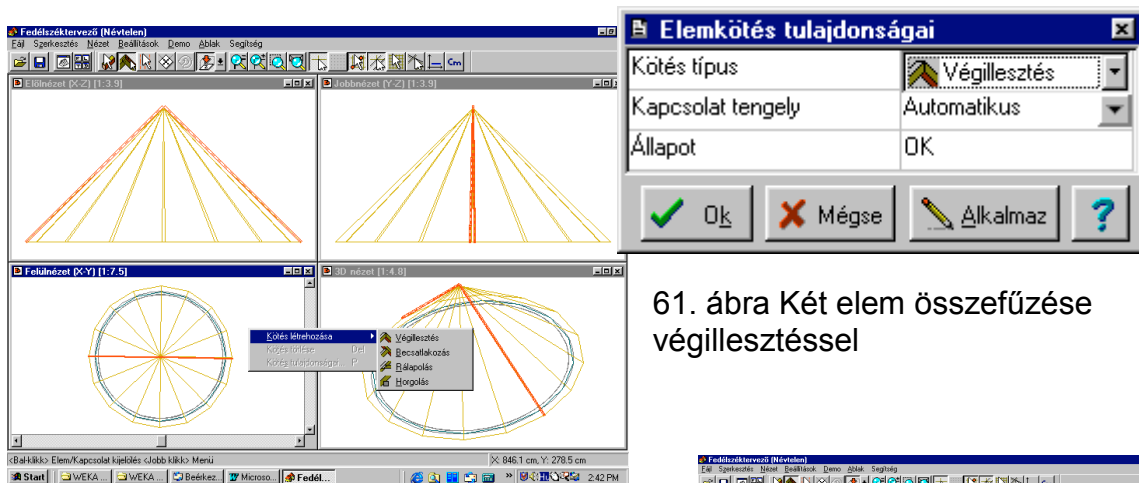 Fedélszéktervező (Névtelen)
Fájl Szerkesztés Nézet Beállítások Demo Ablak Segítség
Cm
Elölnézet (X-Z) [1:3.9]
Jobbnézet (Y-Z) [1:3.9]
Felülnézet (X-Y) [1:7.5]
3D nézet [1:4.8]
Kötés létrehozása
Kötés törlése Del
Kötés tulajdonságai P
Végillesztés
Becsatlakozás
Rálapolás
Horgolás
<Bal-klikk> Elem/Kapcsolat kijelölés <Jobb klikk> Menü
X: 846.1 cm, Y: 278.5 cm
Start WEKA ... WEKA ... Beérkez... Microso... Fedél... » 2:42 PM
Elemkötés tulajdonságai
Kötés típus Végillesztés
Kapcsolat tengely Automatikus
Állapot OK
Ok Mégse Alkalmaz ?
61. ábra Két elem összefűzése
végillesztéssel
Fedélszéktervező (Névtelen)
Fájl Szerkesztés Nézet Beállítások Demo Ablak Segítség
Cm